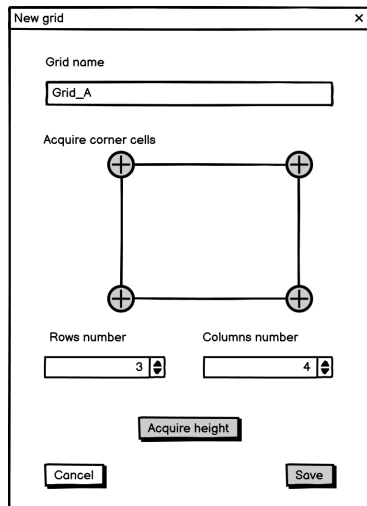 New grid
Grid name
Grid_A
Acquire corner cells
Rows number Columns number
3 4
Acquire height
Cancel Save